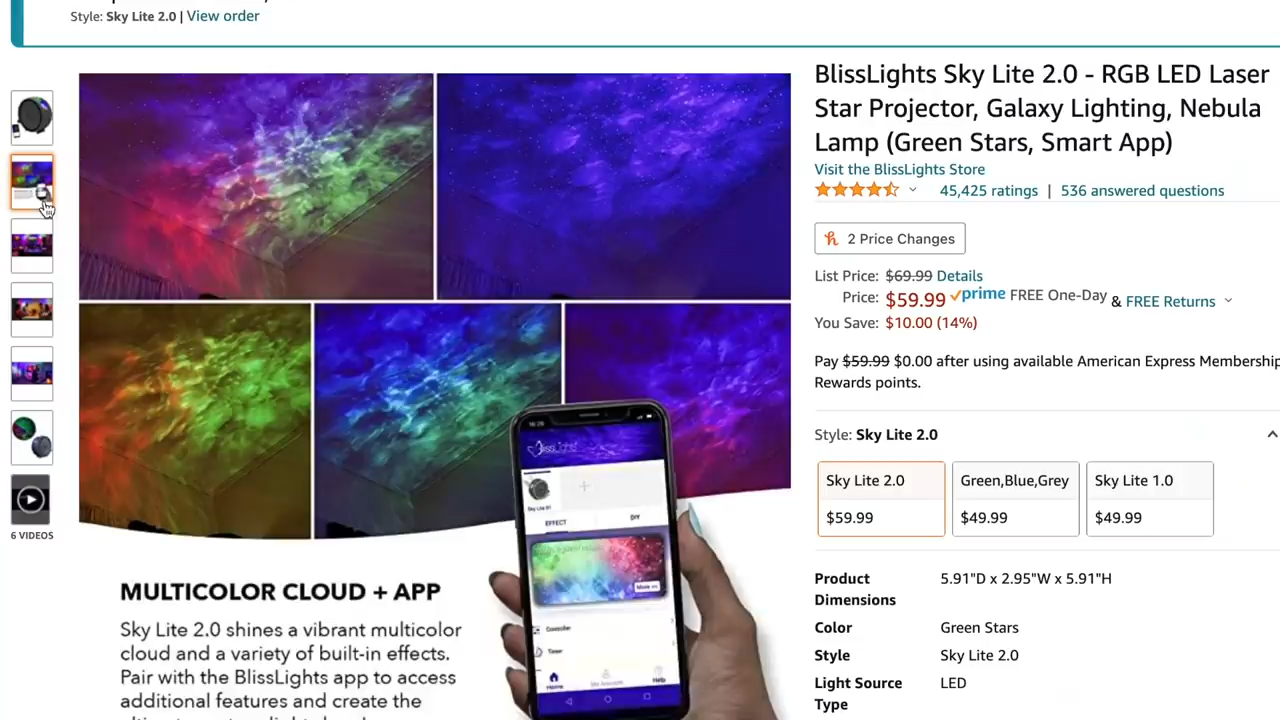 Style: Sky Lite 2.0 | View order
BlissLights Sky Lite 2.0 - RGB LED Laser
Star Projector, Galaxy Lighting, Nebula
Lamp (Green Stars, Smart App)
Visit the BlissLights Store
45,425 ratings | 536 answered questions
2 Price Changes
List Price: $69.99 Details
Price: $59.99 prime FREE One-Day & FREE Returns
You Save: $10.00 (14%)
Pay $59.99 $0.00 after using available American Express Membership
Rewards points.
Style: Sky Lite 2.0
Sky Lite 2.0
$59.99
Green,Blue,Grey
$49.99
Sky Lite 1.0
$49.99
Product Dimensions 5.91"D x 2.95"W x 5.91"H
Color Green Stars
Style Sky Lite 2.0
Light Source Type LED
6 VIDEOS
MULTICOLOR CLOUD + APP
Sky Lite 2.0 shines a vibrant multicolor
cloud and a variety of built-in effects.
Pair with the BlissLights app to access
additional features and create the
BlissLights
EFFECT
DIY
Controller
Timer
Home
Help